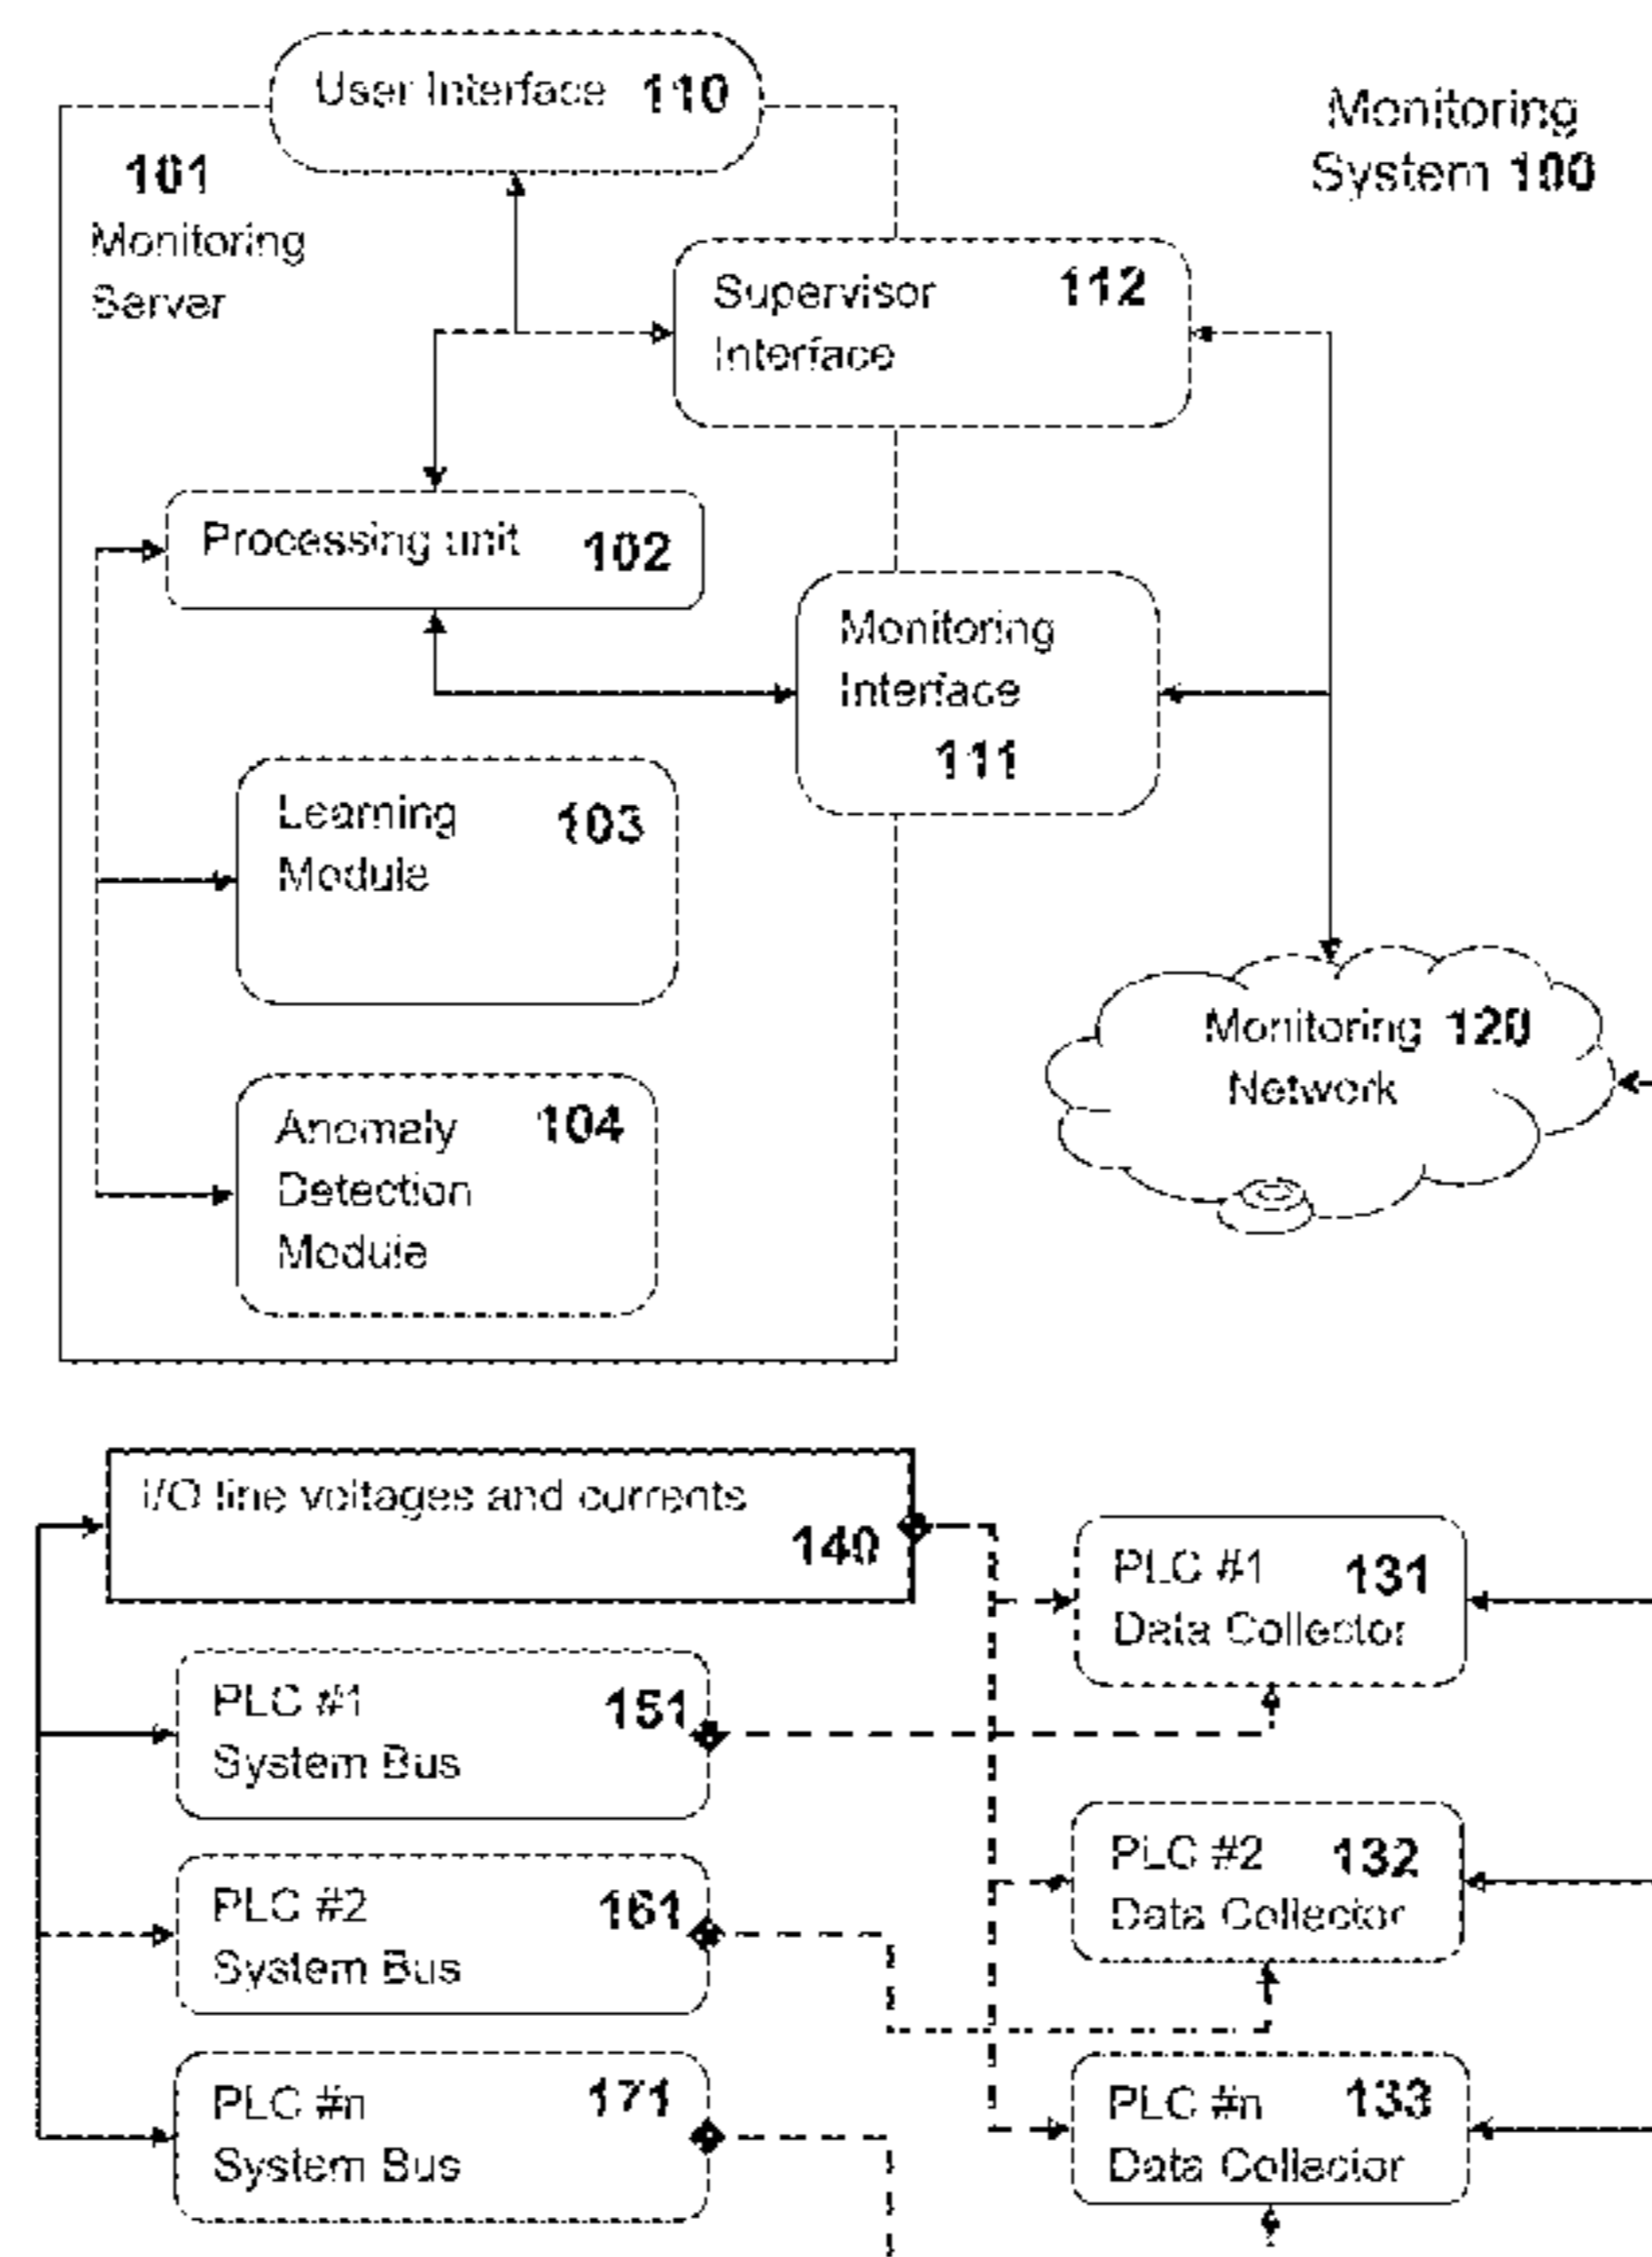 User Interface 110
Monitoring
System 100
101
Monitoring
Server
Supervisor 112
Interface
Processing unit 102
Monitoring
Interface
111
Learning 103
Module
Monitoring 120
Network
Anomaly 104
Detection
Module
I/O line voltages and currents
140
PLC #1 131
Data Collector
PLC #1 151
System Bus
PLC #2 132
Data Collector
PLC #2 161
System Bus
PLC #n 133
Data Collector
PLC #n 171
System Bus